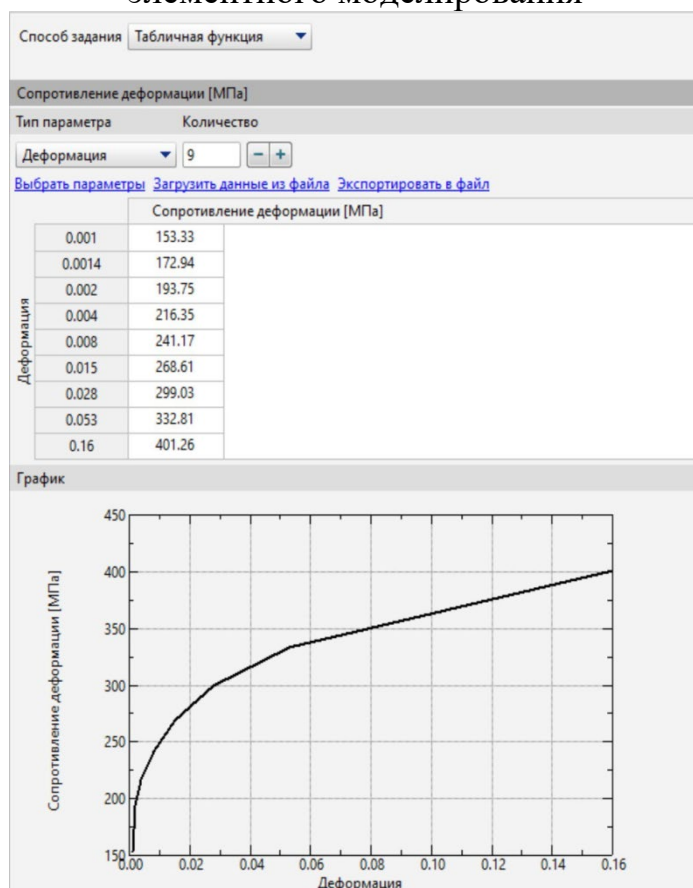 элементного моделирования
Способ задания Табличная функция
Сопротивление деформации [МПа]
Тип параметра Количество
Деформация 9 - +
Выбрать параметры Загрузить данные из файла Экспортировать в файл
Сопротивление деформации [МПа]
Деформация
0.001 153.33
0.0014 172.94
0.002 193.75
0.004 216.35
0.008 241.17
0.015 268.61
0.028 299.03
0.053 332.81
0.16 401.26
График
Сопротивление деформации [МПа]
450
400
350
300
250
200
150
0.00 0.02 0.04 0.06 0.08 0.10 0.12 0.14 0.16
Деформация